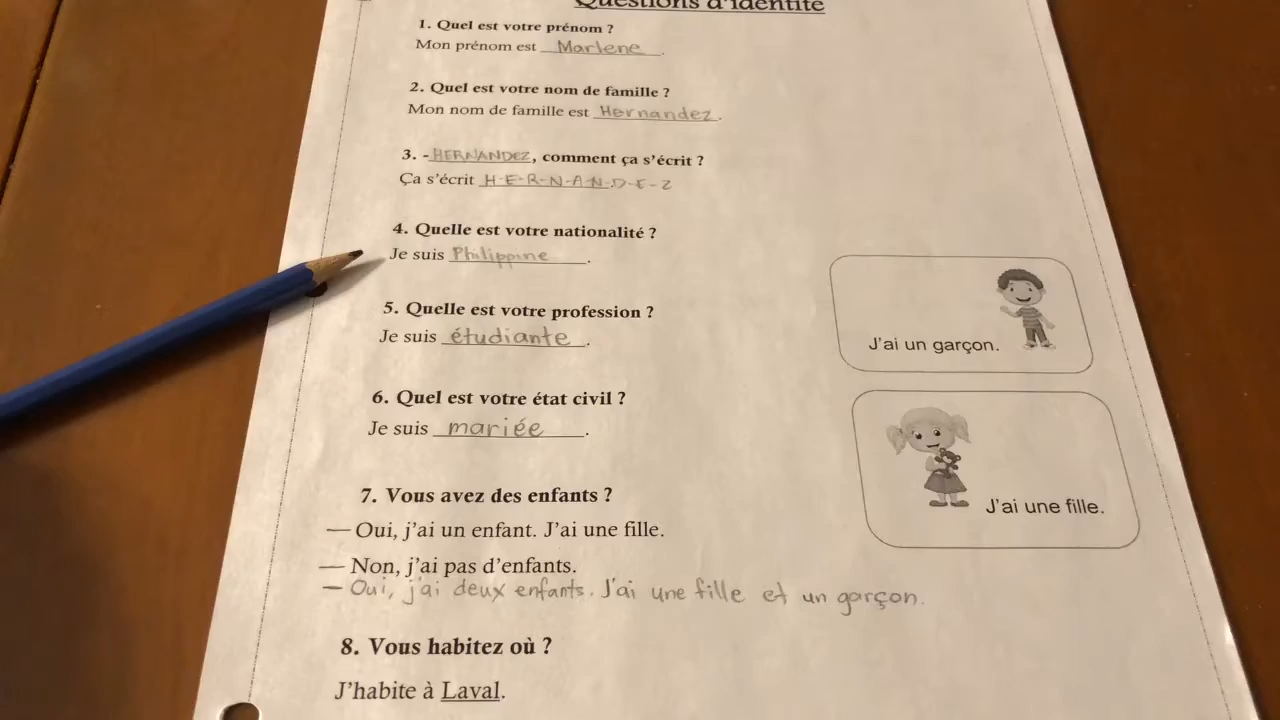 Questions d'identité
1. Quel est votre prénom ?
Mon prénom est Marlene.
2. Quel est votre nom de famille ?
Mon nom de famille est Hernandez.
3. -HERNANDEZ, comment ça s'écrit ?
Ça s'écrit H-E-R-N-A-N-D-E-Z
4. Quelle est votre nationalité ?
Je suis Philippine.
5. Quelle est votre profession ?
Je suis étudiante.
6. Quel est votre état civil ?
Je suis mariée.
7. Vous avez des enfants ?
— Oui, j'ai un enfant. J'ai une fille.
— Non, j'ai pas d'enfants.
— Oui, j'ai deux enfants. J'ai une fille et un garçon.
8. Vous habitez où ?
J'habite à Laval.
J'ai un garçon.
J'ai une fille.